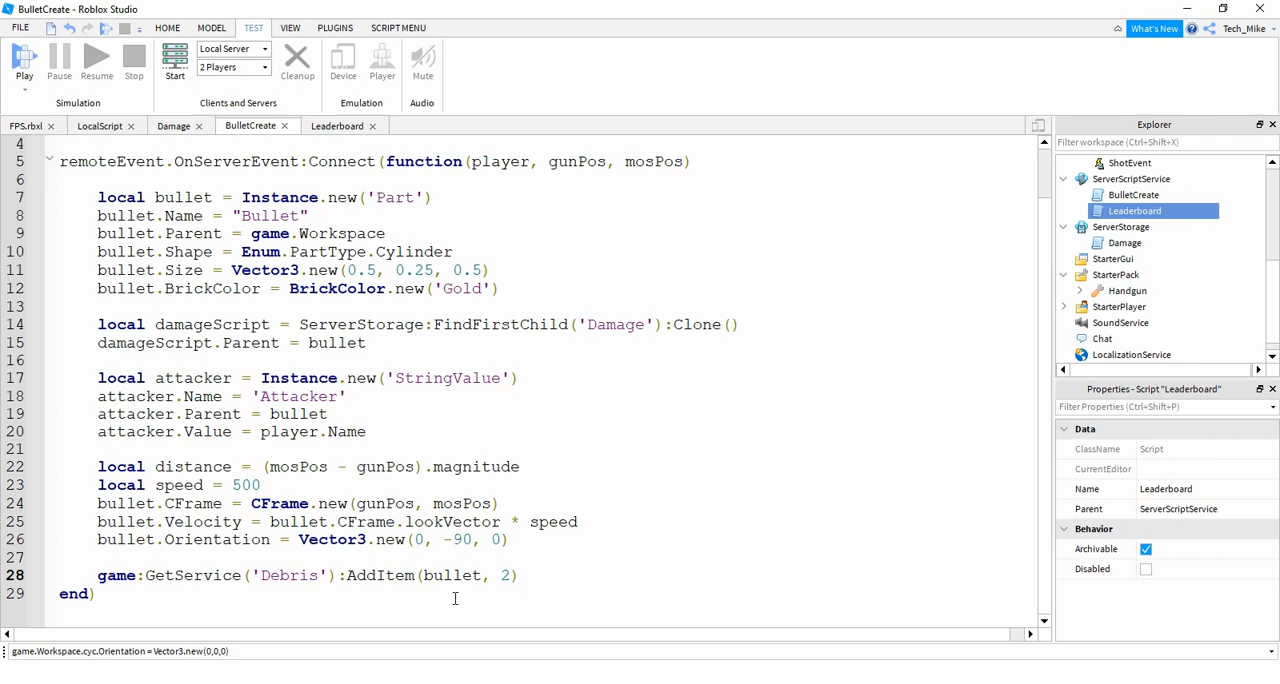 BulletCreate - Roblox Studio
FILE HOME MODEL TEST VIEW PLUGINS SCRIPT MENU What's New Tech_Mike
Play Pause Resume Stop
Simulation
Local Server
2 Players
Start Cleanup
Clients and Servers
Device Player
Emulation
Mute
Audio
FPS.rbxl LocalScript Damage BulletCreate Leaderboard
4
5 remoteEvent.OnServerEvent:Connect(function(player, gunPos, mosPos)
6
7 local bullet = Instance.new('Part')
8 bullet.Name = "Bullet"
9 bullet.Parent = game.Workspace
10 bullet.Shape = Enum.PartType.Cylinder
11 bullet.Size = Vector3.new(0.5, 0.25, 0.5)
12 bullet.BrickColor = BrickColor.new('Gold')
13
14 local damageScript = ServerStorage:FindFirstChild('Damage'):Clone()
15 damageScript.Parent = bullet
16
17 local attacker = Instance.new('StringValue')
18 attacker.Name = 'Attacker'
19 attacker.Parent = bullet
20 attacker.Value = player.Name
21
22 local distance = (mosPos - gunPos).magnitude
23 local speed = 500
24 bullet.CFrame = CFrame.new(gunPos, mosPos)
25 bullet.Velocity = bullet.CFrame.lookVector * speed
26 bullet.Orientation = Vector3.new(0, -90, 0)
27
28 game:GetService('Debris'):AddItem(bullet, 2)
29 end)
Explorer
Filter workspace (Ctrl+Shift+X)
ShotEvent
ServerScriptService
BulletCreate
Leaderboard
ServerStorage
Damage
StarterGui
StarterPack
Handgun
StarterPlayer
SoundService
Chat
LocalizationService
Properties - Script "Leaderboard"
Filter Properties (Ctrl+Shift+P)
Data
ClassName Script
CurrentEditor
Name Leaderboard
Parent ServerScriptService
Behavior
Archivable
Disabled
game.Workspace.cyc.Orientation = Vector3.new(0,0,0)